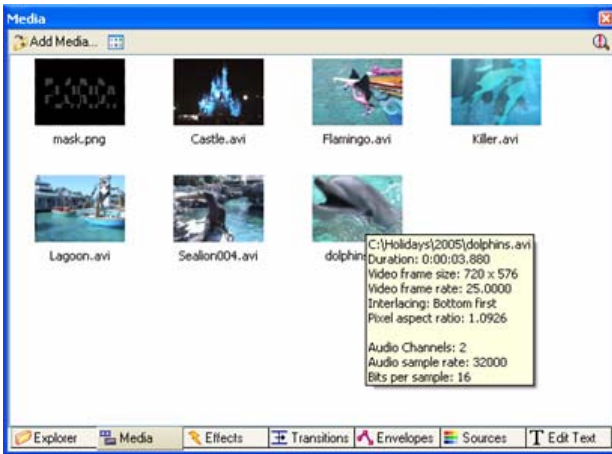 Media
Add Media...
mask.png
Castle.avi
Flamingo.avi
Killer.avi
Lagoon.avi
Sealion004.avi
dolphins
C:\Holidays\2005\dolphins.avi
Duration: 0:00:03.880
Video frame size: 720 x 576
Video frame rate: 25.0000
Interlacing: Bottom first
Pixel aspect ratio: 1.0926
Audio Channels: 2
Audio sample rate: 32000
Bits per sample: 16
Explorer
Media
Effects
Transitions
Envelopes
Sources
Edit Text